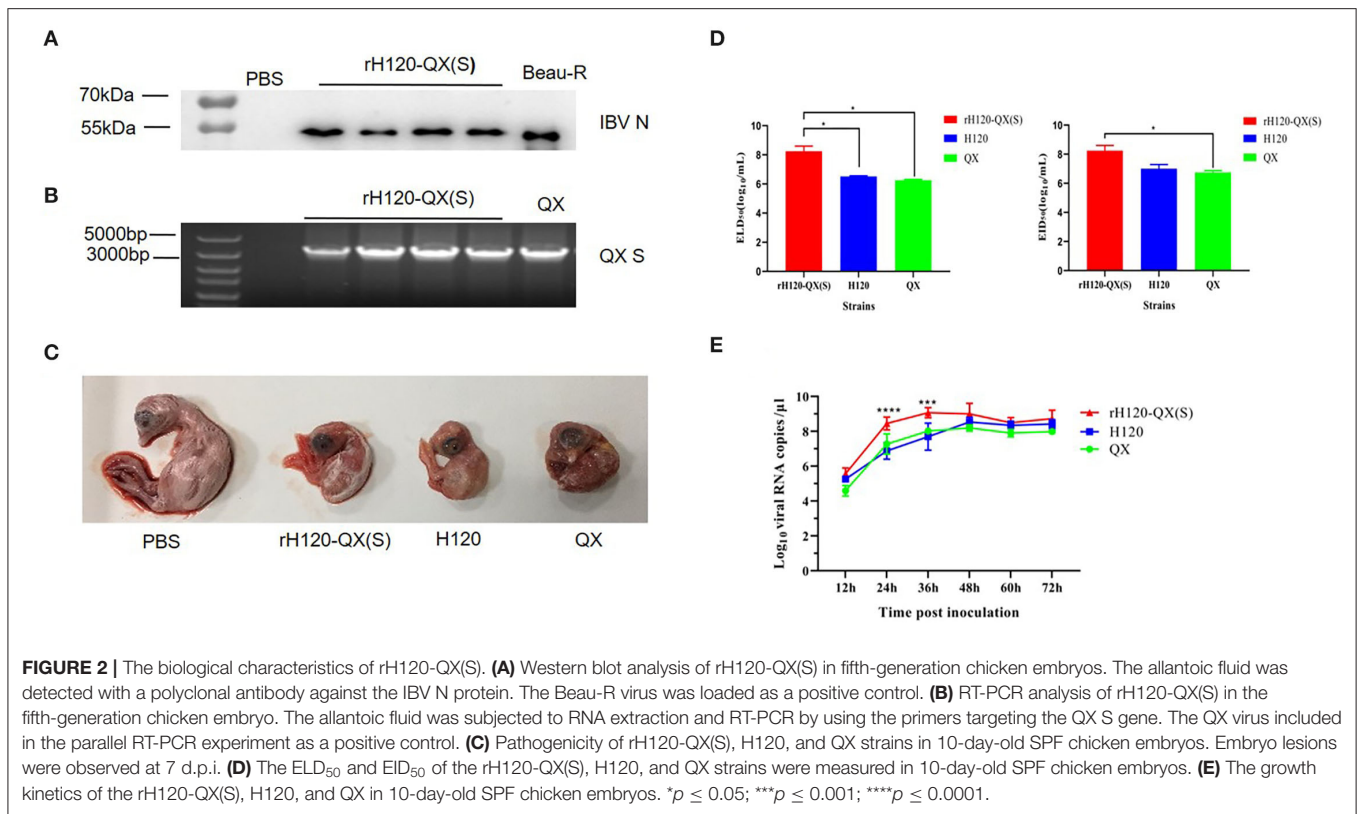 A
PBS
rH120-QX(S)
Beau-R
70kDa
55kDa
IBV N
B
rH120-QX(S)
QX
5000bp
3000bp
QX S
C
PBS
rH120-QX(S)
H120
QX
D
ELD₅₀(log₁₀/mL)
10
8
6
4
2
0
* 
*
rH120-QX(S)
H120
QX
rH120-QX(S)
H120
QX
Strains
EID₅₀(log₁₀/mL)
10
8
6
4
2
0
*
rH120-QX(S)
H120
QX
rH120-QX(S)
H120
QX
Strains
E
Log₁₀ viral RNA copies/µl
10
8
6
4
2
0
****
***
rH120-QX(S)
H120
QX
12h 24h 36h 48h 60h 72h
Time post inoculation
FIGURE 2 | The biological characteristics of rH120-QX(S). (A) Western blot analysis of rH120-QX(S) in fifth-generation chicken embryos. The allantoic fluid was
detected with a polyclonal antibody against the IBV N protein. The Beau-R virus was loaded as a positive control. (B) RT-PCR analysis of rH120-QX(S) in the
fifth-generation chicken embryo. The allantoic fluid was subjected to RNA extraction and RT-PCR by using the primers targeting the QX S gene. The QX virus included
in the parallel RT-PCR experiment as a positive control. (C) Pathogenicity of rH120-QX(S), H120, and QX strains in 10-day-old SPF chicken embryos. Embryo lesions
were observed at 7 d.p.i. (D) The ELD₅₀ and EID₅₀ of the rH120-QX(S), H120, and QX strains were measured in 10-day-old SPF chicken embryos. (E) The growth
kinetics of the rH120-QX(S), H120, and QX in 10-day-old SPF chicken embryos. *p ≤ 0.05; ***p ≤ 0.001; ****p ≤ 0.0001.